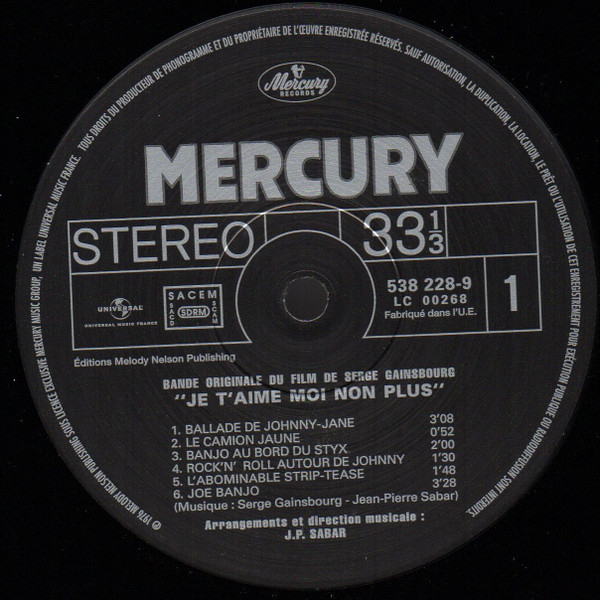 TOUS DROITS DU PRODUCTEUR DE PHONOGRAMME ET DU PROPRIÉTAIRE DE L'ŒUVRE ENREGISTRÉE RÉSERVÉS. SAUF AUTORISATION, LA DUPLICATION, LA LOCATION, LE PRÊT OU L'UTILISATION DE CET ENREGISTREMENT POUR EXÉCUTION PUBLIQUE OU RADIODIFFUSION SONT INTERDITS.
℗ 1976 MELODY NELSON PUBLISHING SOUS LICENCE EXCLUSIVE MERCURY MUSIC GROUP, UN LABEL UNIVERSAL MUSIC FRANCE.
Mercury
RECORDS
MERCURY
STEREO
33 1/3
538 228-9
LC 00268
Fabriqué dans l'U.E.
1
UNIVERSAL
UNIVERSAL MUSIC FRANCE
SACEM
SACD
SDRM
SCAM
Éditions Melody Nelson Publishing
BANDE ORIGINALE DU FILM DE SERGE GAINSBOURG
"JE T'AIME MOI NON PLUS"
1. BALLADE DE JOHNNY-JANE 3'08
2. LE CAMION JAUNE 0'52
3. BANJO AU BORD DU STYX 2'00
4. ROCK'N' ROLL AUTOUR DE JOHNNY 1'30
5. L'ABOMINABLE STRIP-TEASE 1'48
6. JOE BANJO 3'28
(Musique : Serge Gainsbourg - Jean-Pierre Sabar)
Arrangements et direction musicale :
J.P. SABAR